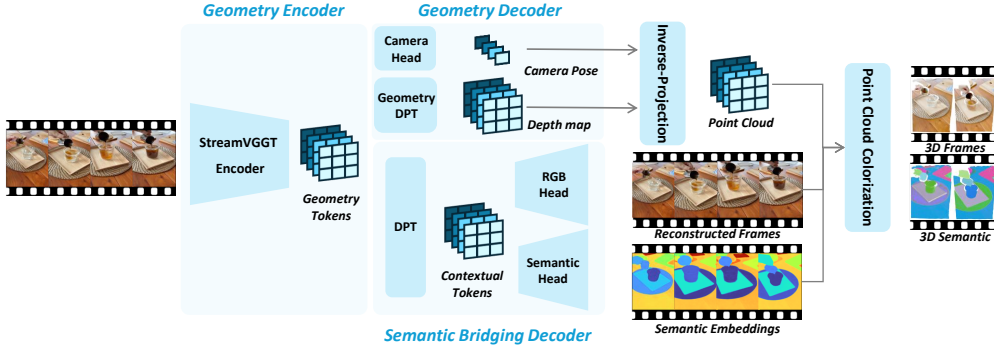 Geometry Encoder
Geometry Decoder
StreamVGGT
Encoder
Geometry
Tokens
Camera
Head
Camera Pose
Geometry
DPT
Depth map
DPT
Contextual
Tokens
RGB
Head
Semantic
Head
Semantic Bridging Decoder
Inverse-Projection
Point Cloud
Reconstructed Frames
Semantic Embeddings
Point Cloud Colorization
3D Frames
3D Semantic